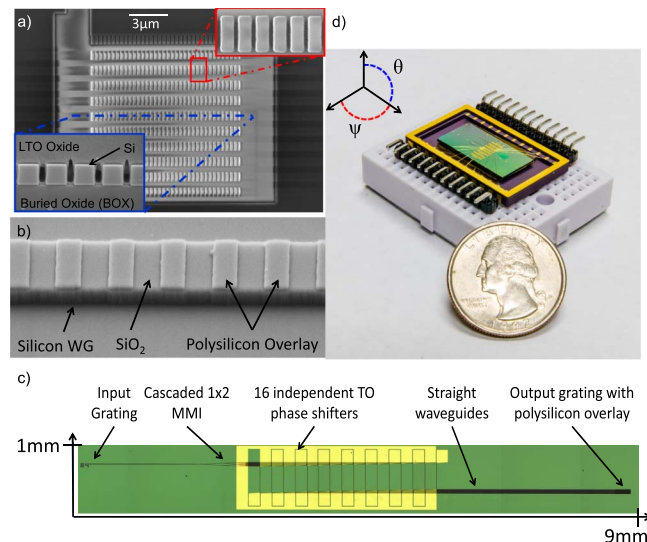 a)
3μm
LTO Oxide
Si
Buried Oxide (BOX)
b)
Silicon WG
SiO₂
Polysilicon Overlay
d)
θ
ψ
LIBERTY
c)
Input
Grating
Cascaded 1x2
MMI
16 independent TO
phase shifters
Straight
waveguides
Output grating with
polysilicon overlay
1mm
9mm